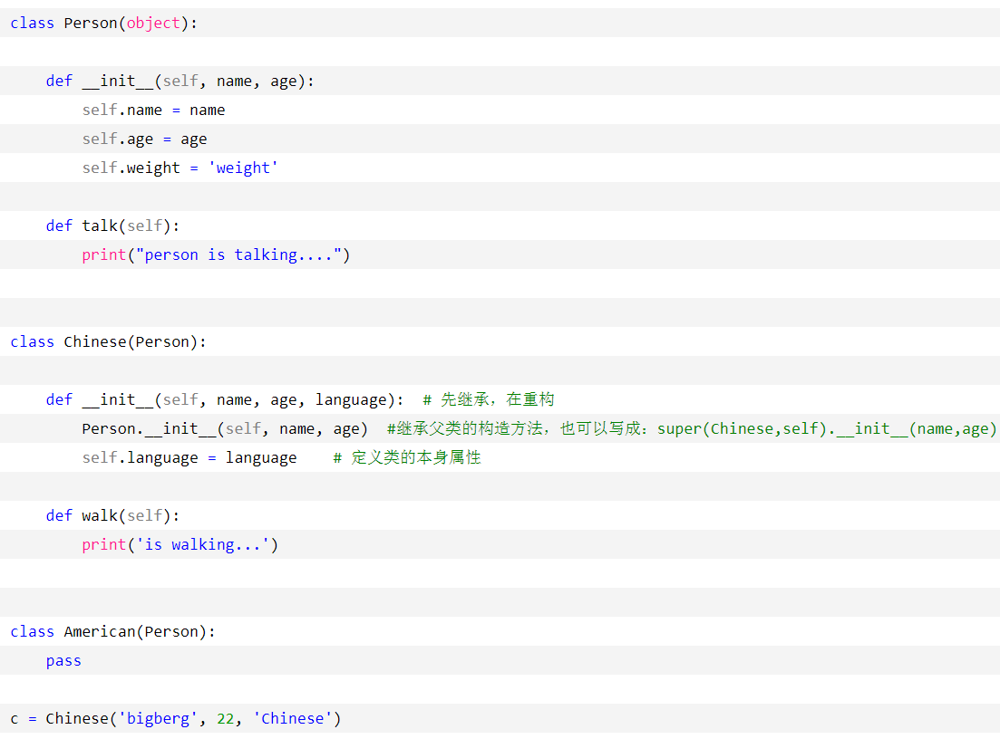 class Person(object):
def __init__(self, name, age):
self.name = name
self.age = age
self.weight = 'weight'
def talk(self):
print("person is talking....")
class Chinese(Person):
def __init__(self, name, age, language):  # 先继承，在重构
Person.__init__(self, name, age)  #继承父类的构造方法，也可以写成：super(Chinese,self).__init__(name,age)
self.language = language    # 定义类的本身属性
def walk(self):
print('is walking...')
class American(Person):
pass
c = Chinese('bigberg', 22, 'Chinese')